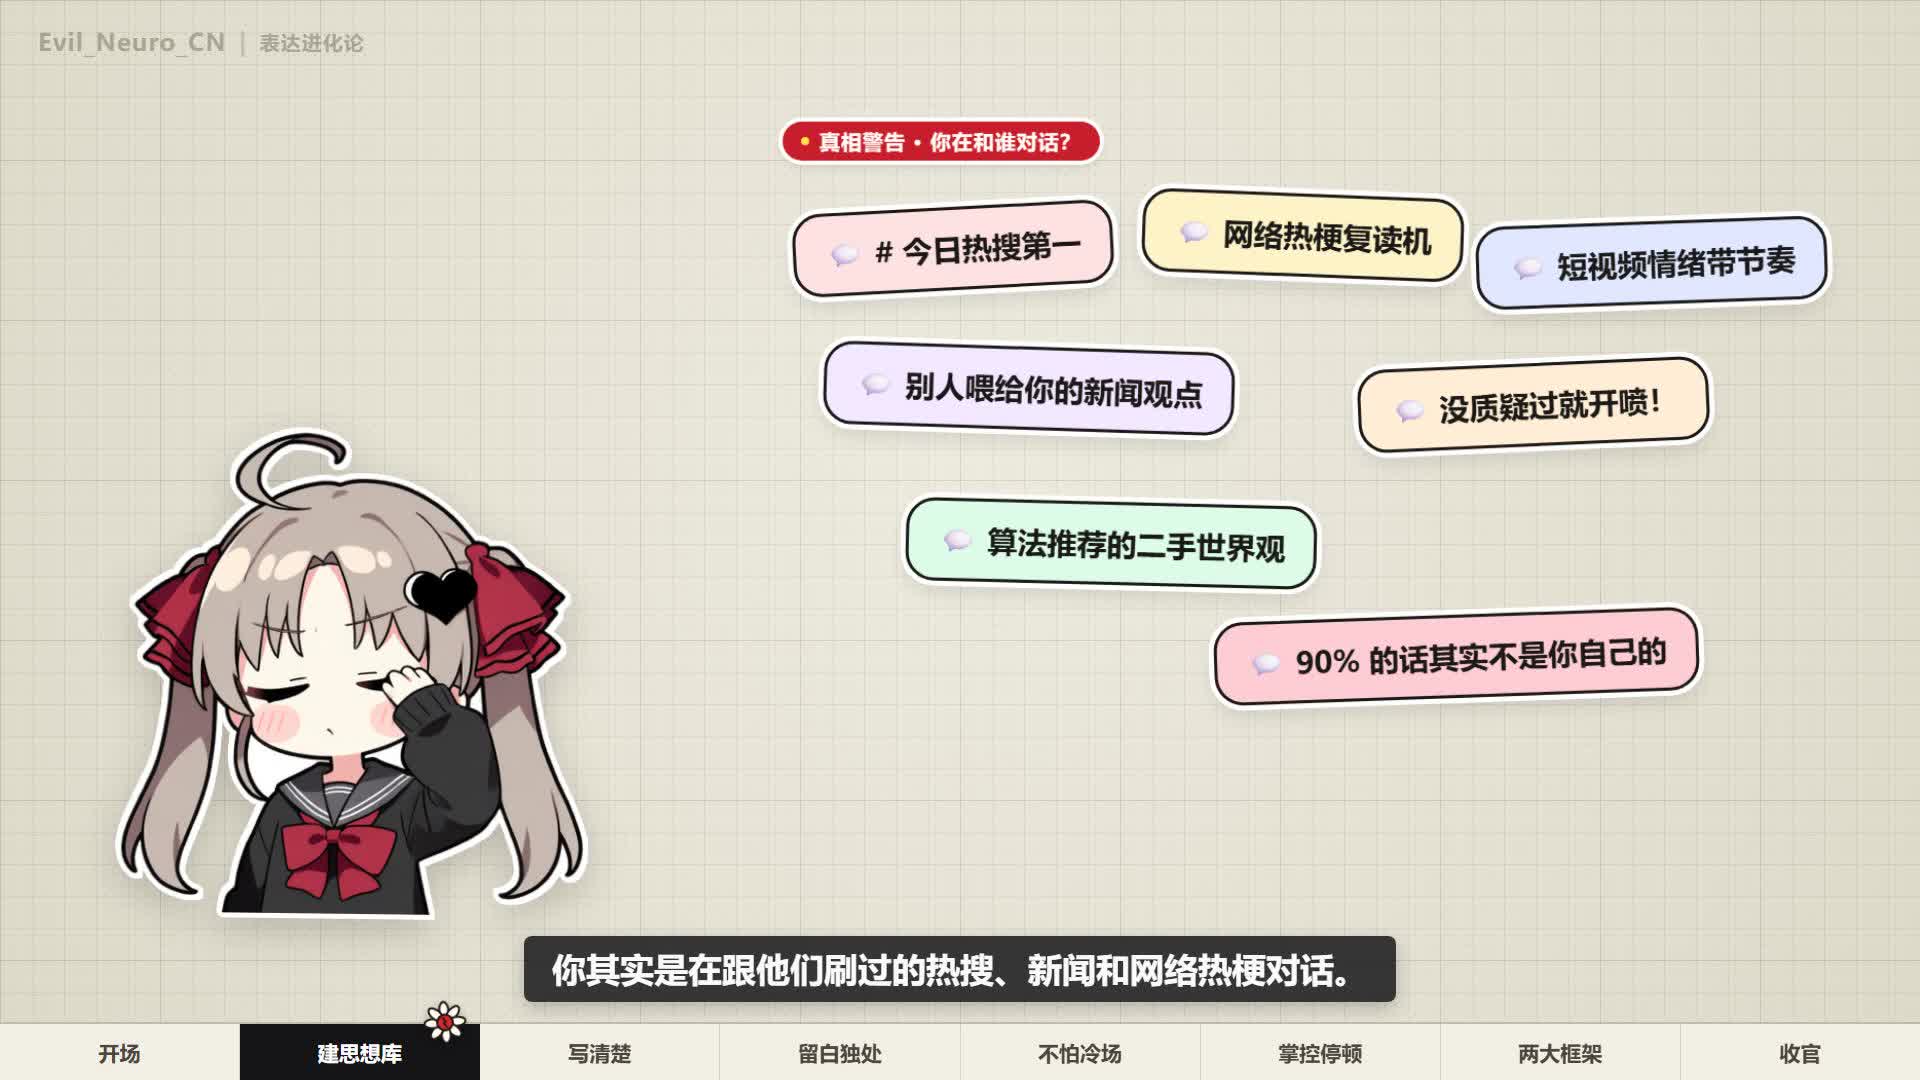 Evil_Neuro_CN | 表达进化论
真相警告·你在和谁对话?
# 今日热搜第一
网络热梗复读机
短视频情绪带节奏
别人喂给你的新闻观点
没质疑过就开喷!
算法推荐的二手世界观
90% 的话其实不是你自己的
你其实是在跟他们刷过的热搜、新闻和网络热梗对话。
开场
建思想库
写清楚
留白独处
不怕冷场
掌控停顿
两大框架
收官